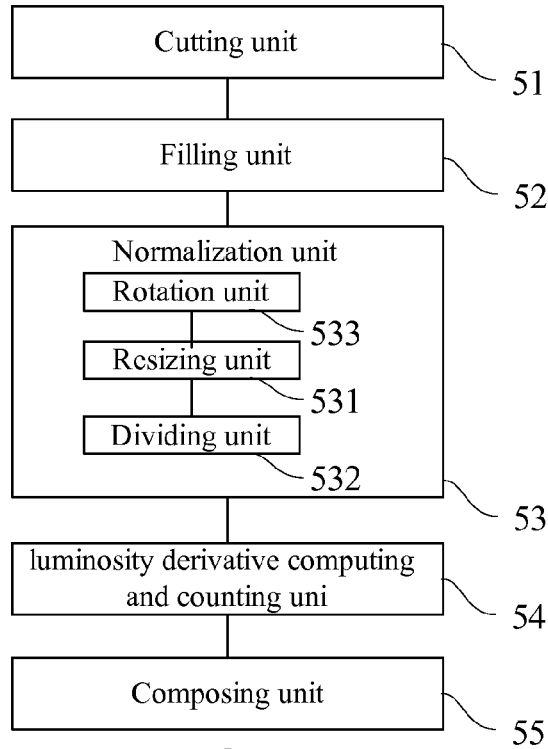 Cutting unit
51
Filling unit
52
Normalization unit
Rotation unit
533
Resizing unit
531
Dividing unit
532
53
luminosity derivative computing
and counting uni
54
Composing unit
55